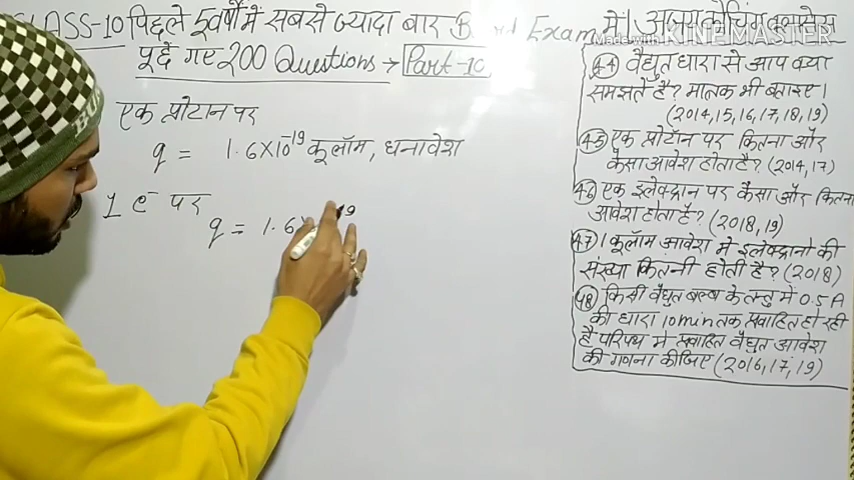 CLASS-10 पिछले 5 वर्षों में सबसे ज्यादा बार B Exam में। अजय कोचिंग क्लासेस
Made with KINEMASTER
पूछे गए 200 Questions → Part-10
एक प्रोटान पर
q = 1.6×10⁻¹⁹ कूलॉम, धनावेश
1 e⁻ पर
q = 1.6× 19
44 वैद्युत धारा से आप क्या
समझते है? मात्रक भी बताइए।
(2014,15,16,17,18,19)
45 एक प्रोटॉन पर कितना और
कैसा आवेश होता है? (2014,17)
46 एक इलेक्ट्रान पर कैसा और कितना
आवेश होता है? (2018,19)
47 1 कूलॉम आवेश मे इलेक्ट्रानो की
संख्या कितनी होती है? (2018)
48 किसी वैधुत बल्ब के तन्तु में 0.5 A
की धारा 10 min तक प्रवाहित हो रही
है परिपथ मे प्रवाहित वैधुत आवेश
की गणना कीजिए (2016,17,19)